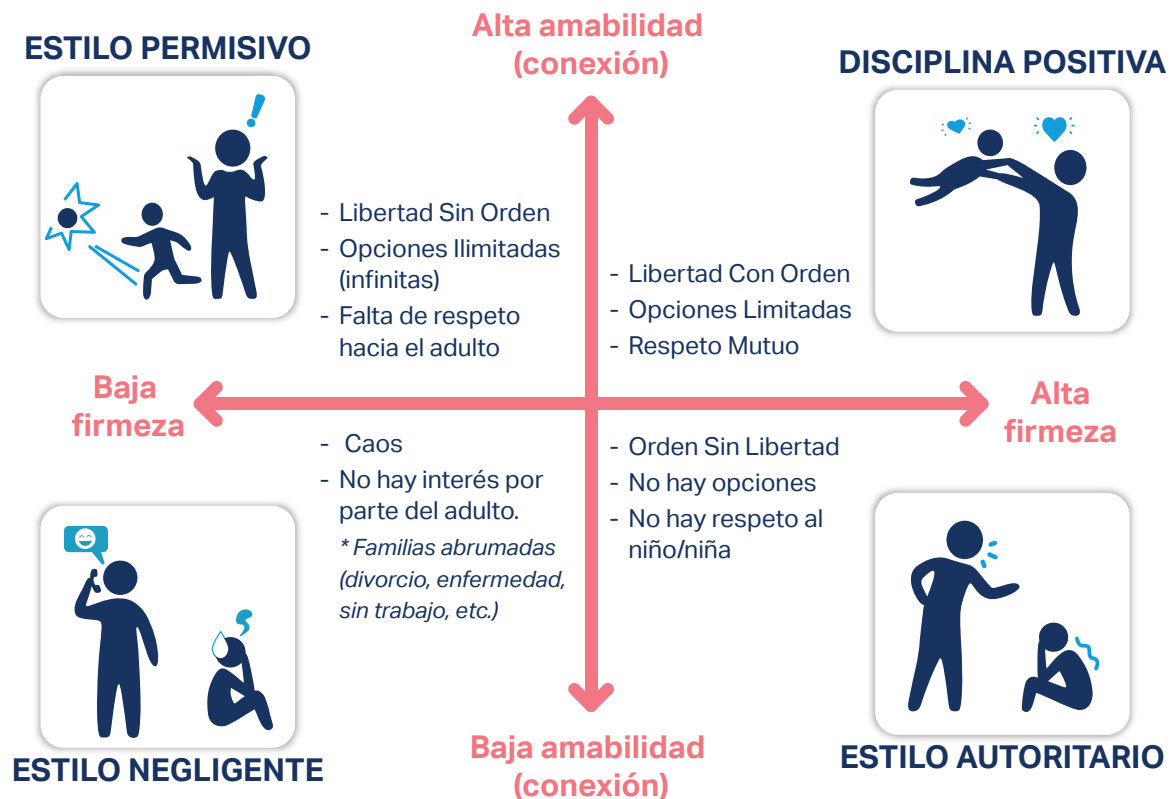 Alta amabilidad
(conexión)
ESTILO PERMISIVO
DISCIPLINA POSITIVA
- Libertad Sin Orden
- Opciones Ilimitadas
(infinitas)
- Falta de respeto
hacia el adulto
- Libertad Con Orden
- Opciones Limitadas
- Respeto Mutuo
Baja
firmeza
Alta
firmeza
- Caos
- No hay interés por
parte del adulto.
* Familias abrumadas
(divorcio, enfermedad,
sin trabajo, etc.)
- Orden Sin Libertad
- No hay opciones
- No hay respeto al
niño/niña
ESTILO NEGLIGENTE
Baja amabilidad
(conexión)
ESTILO AUTORITARIO